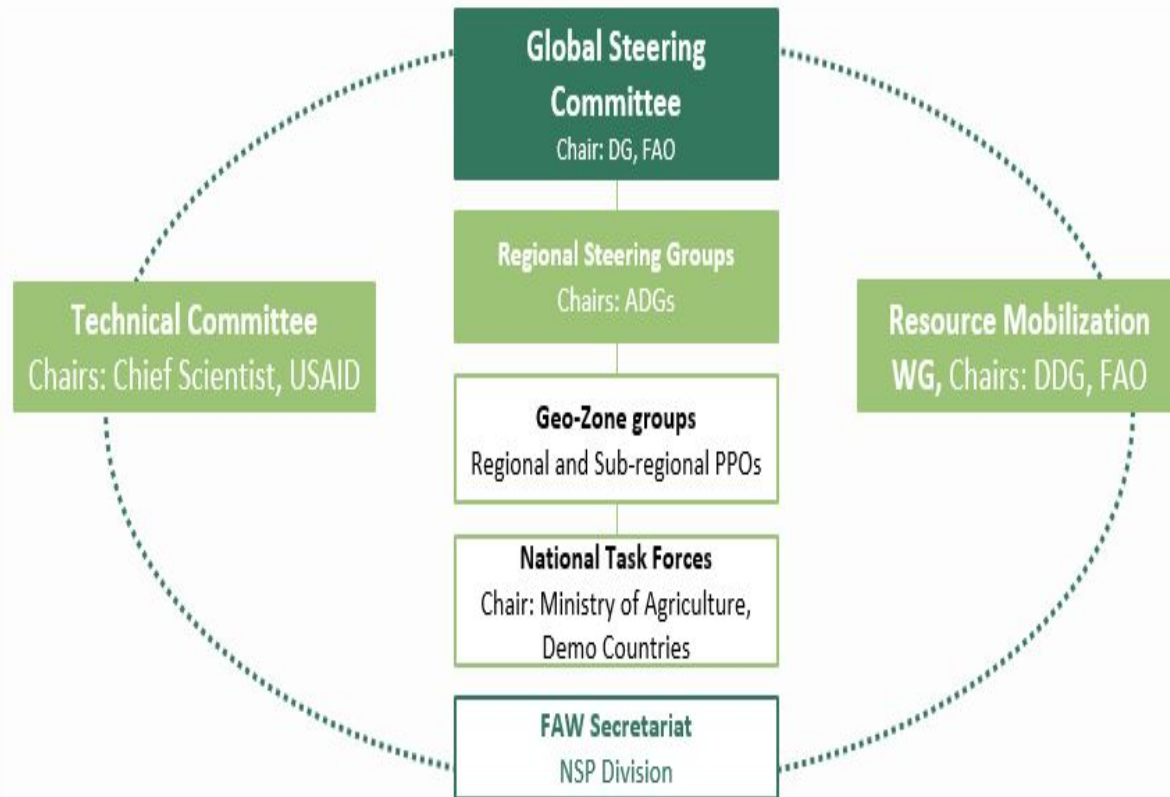 Global Steering
Committee
Chair: DG, FAO
Regional Steering Groups
Chairs: ADGs
Technical Committee
Chairs: Chief Scientist, USAID
Resource Mobilization
WG, Chairs: DDG, FAO
Geo-Zone groups
Regional and Sub-regional PPOs
National Task Forces
Chair: Ministry of Agriculture,
Demo Countries
FAW Secretariat
NSP Division